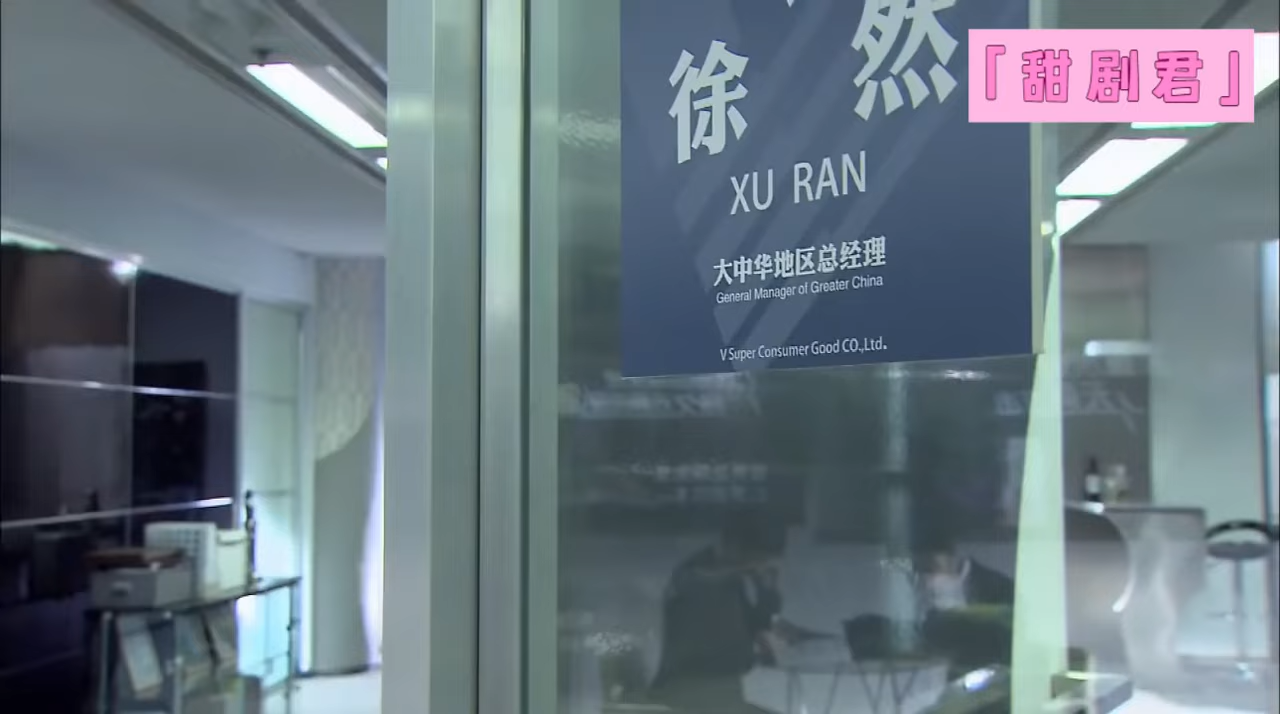 「甜剧君」
徐 然
XU RAN
大中华地区总经理
General Manager of Greater China
V Super Consumer Good CO.,Ltd.